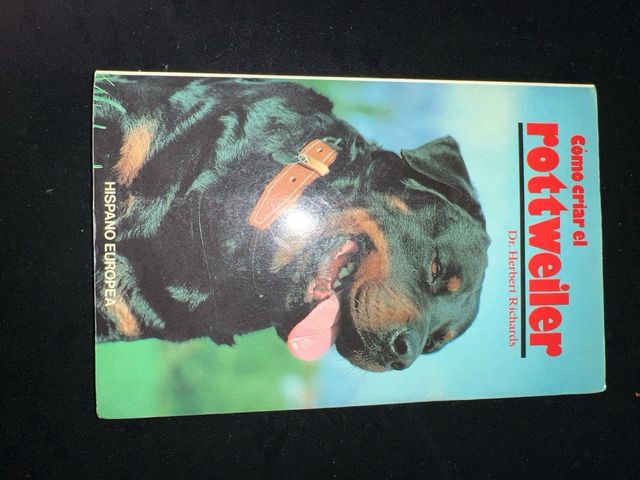 Cómo criar el
rottweiler
Dr. Herbert Richards
HISPANO EUROPEA